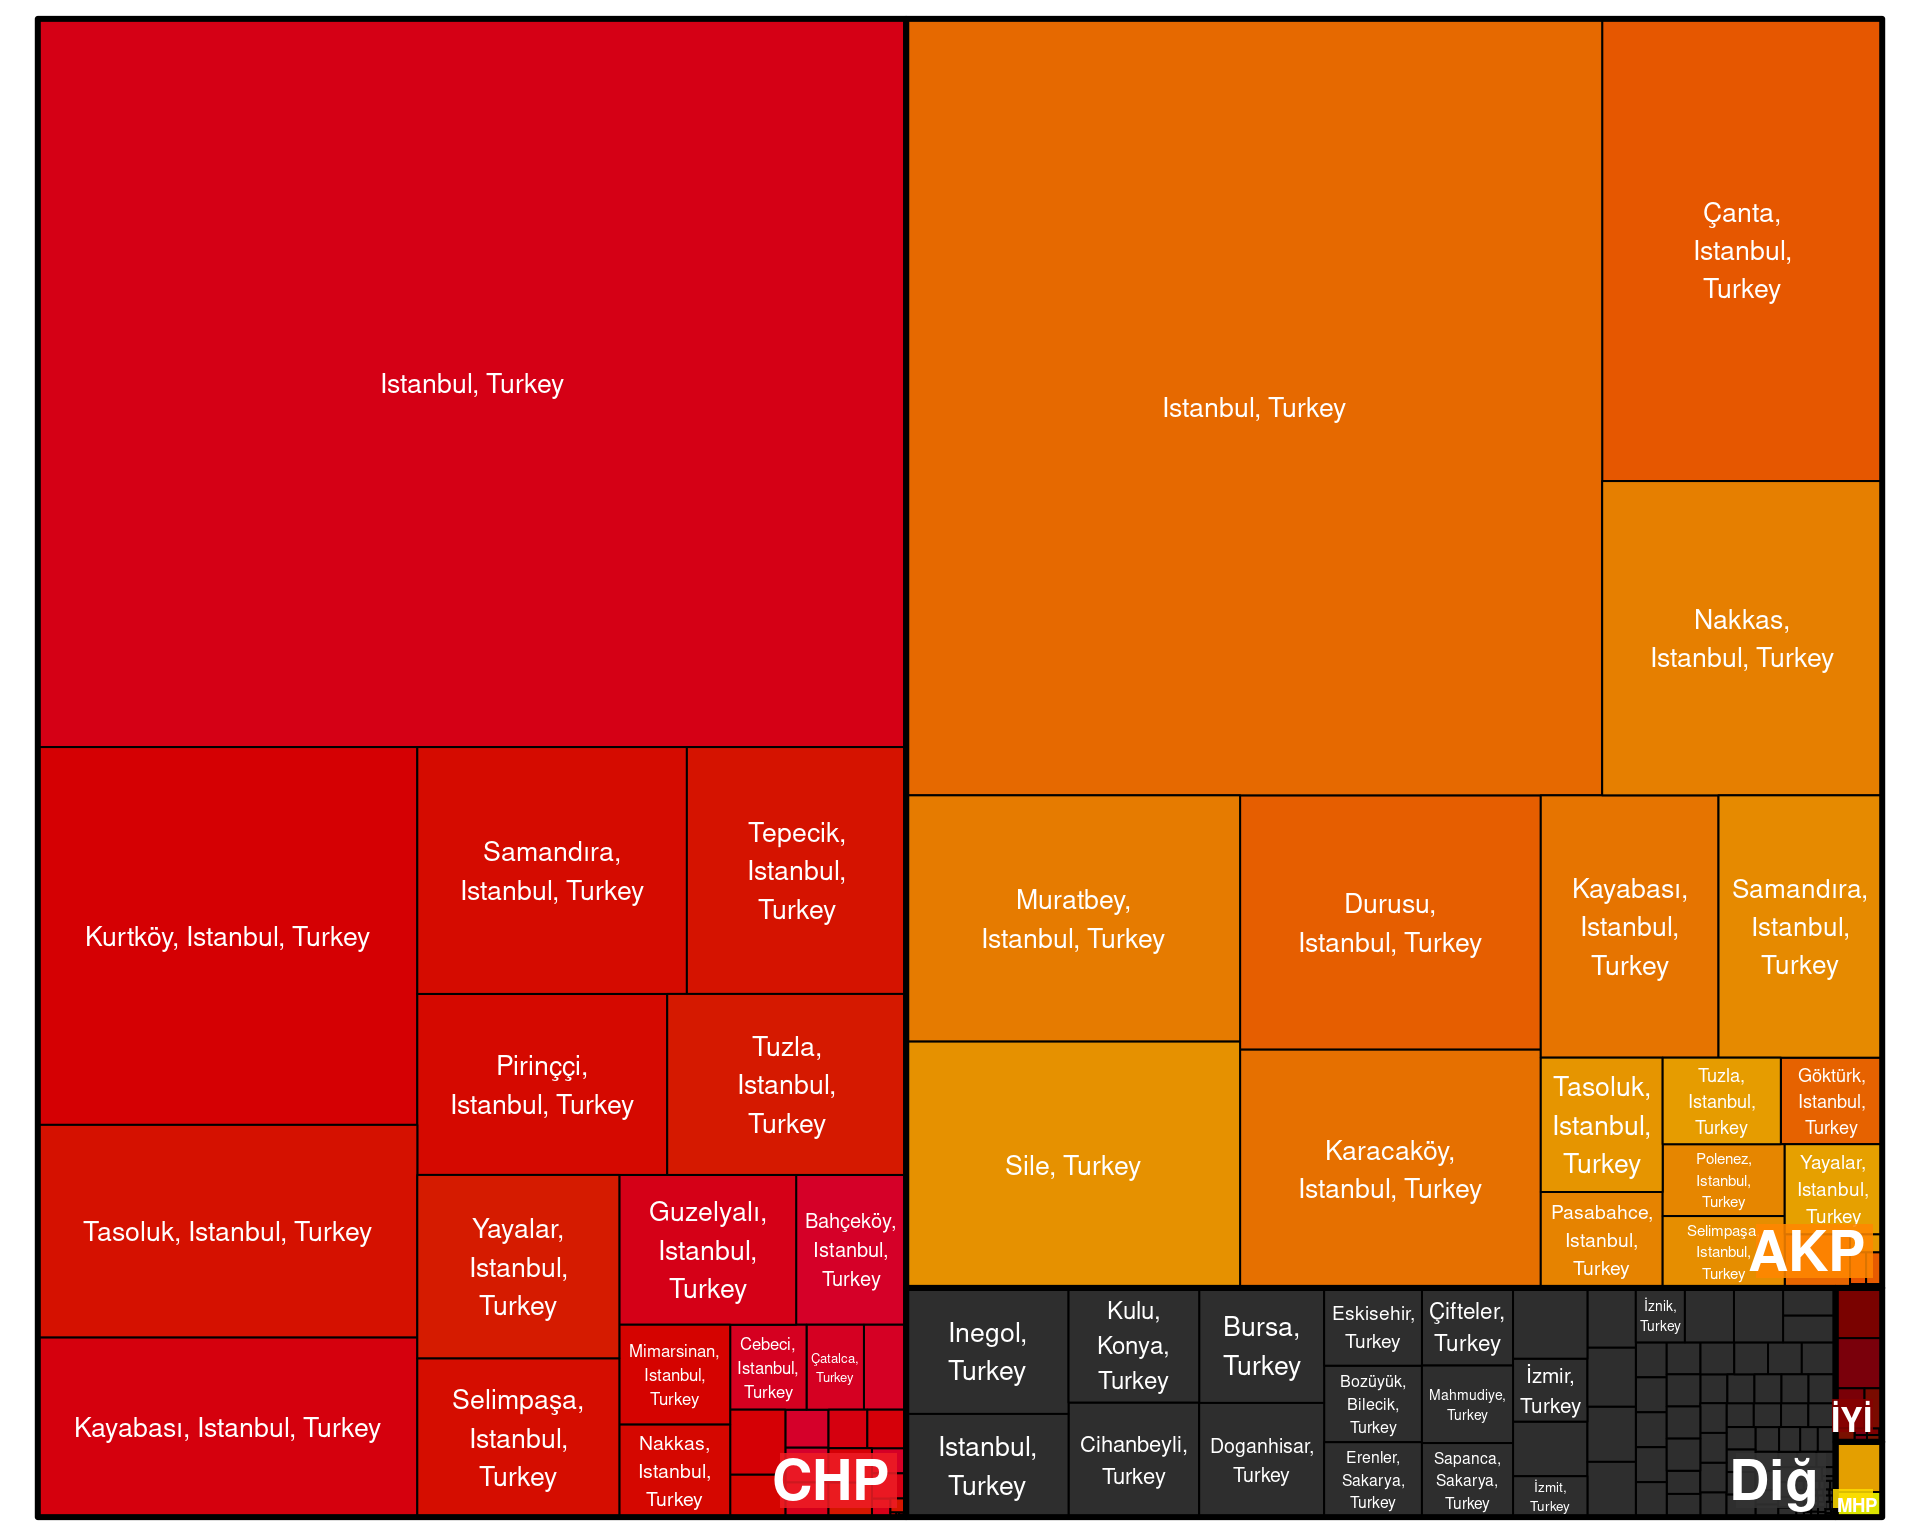 Istanbul, Turkey
Kurtköy, Istanbul, Turkey
Tasoluk, Istanbul, Turkey
Kayabası, Istanbul, Turkey
Samandıra,
Istanbul, Turkey
Tepecik,
Istanbul,
Turkey
Pirinççi,
Istanbul, Turkey
Tuzla,
Istanbul,
Turkey
Yayalar,
Istanbul,
Turkey
Selimpaşa,
Istanbul,
Turkey
Guzelyalı,
Istanbul,
Turkey
Bahçeköy,
Istanbul,
Turkey
Mimarsinan,
Istanbul,
Turkey
Nakkas,
Istanbul,
Turkey
Cebeci,
Istanbul,
Turkey
Çatalca,
Turkey
CHP
Istanbul, Turkey
Çanta,
Istanbul,
Turkey
Nakkas,
Istanbul, Turkey
Muratbey,
Istanbul, Turkey
Sile, Turkey
Durusu,
Istanbul, Turkey
Karacaköy,
Istanbul, Turkey
Kayabası,
Istanbul,
Turkey
Samandıra,
Istanbul,
Turkey
Tasoluk,
Istanbul,
Turkey
Pasabahce,
Istanbul,
Turkey
Tuzla,
Istanbul,
Turkey
Göktürk,
Istanbul,
Turkey
Polenez,
Istanbul,
Turkey
Selimpaşa
Istanbul,
Turkey
Yayalar,
Istanbul,
Turkey
AKP
Inegol,
Turkey
Istanbul,
Turkey
Kulu,
Konya,
Turkey
Cihanbeyli,
Turkey
Bursa,
Turkey
Doganhisar,
Turkey
Eskisehir,
Turkey
Bozüyük,
Bilecik,
Turkey
Erenler,
Sakarya,
Turkey
Çifteler,
Turkey
Mahmudiye,
Turkey
Sapanca,
Sakarya,
Turkey
İzmir,
Turkey
İzmit,
Turkey
İznik,
Turkey
Diğ
İYİ
MHP